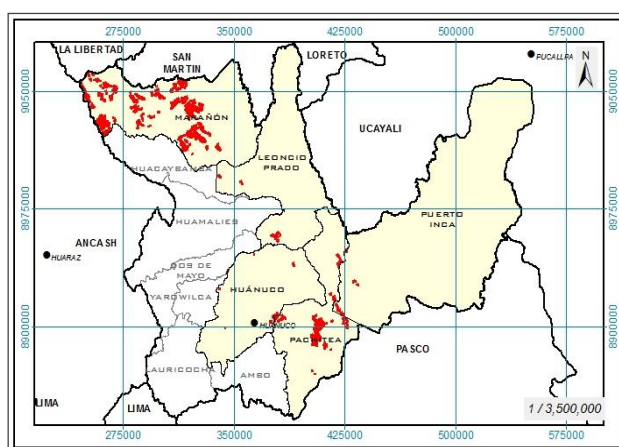 275000 350000 425000 500000 575000
LA LIBERTAD
SAN
MARTIN
LORETO
PUCALLPA
N
9050000
9050000
MARAÑÓN
UCAYALI
HUACAYBAMBA
LEONCIO
PRADO
8975000
8975000
HUAMALIES
PUERTO
INCA
ANCASH
HUARAZ
DOS DE
MAYO
YAROWILCA
HUÁNUCO
8900000
8900000
HUÁNUCO
PACHITEA
PASCO
LAURICOCHA
AMBO
LIMA
LIMA
1 / 3,500,000
275000 350000 425000 500000 575000